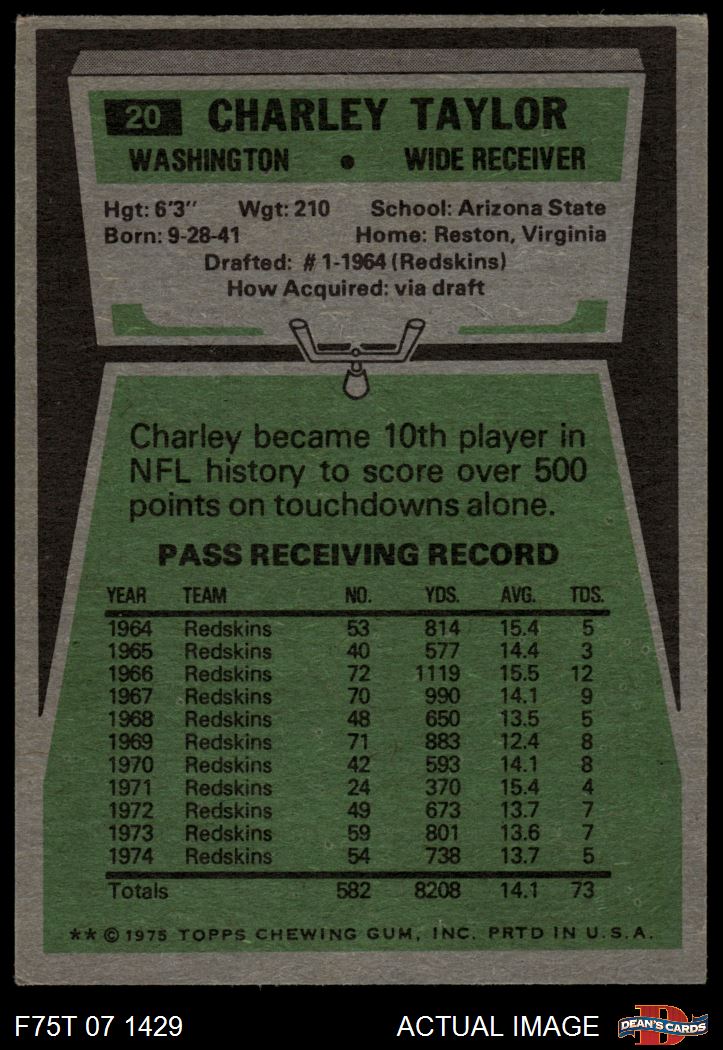 20 CHARLEY TAYLOR
WASHINGTON • WIDE RECEIVER
Hgt: 6'3" Wgt: 210 School: Arizona State
Born: 9-28-41 Home: Reston, Virginia
Drafted: #1-1964 (Redskins)
How Acquired: via draft
Charley became 10th player in
NFL history to score over 500
points on touchdowns alone.
PASS RECEIVING RECORD
YEAR TEAM NO. YDS. AVG. TDS.
1964 Redskins 53 814 15.4 5
1965 Redskins 40 577 14.4 3
1966 Redskins 72 1119 15.5 12
1967 Redskins 70 990 14.1 9
1968 Redskins 48 650 13.5 5
1969 Redskins 71 883 12.4 8
1970 Redskins 42 593 14.1 8
1971 Redskins 24 370 15.4 4
1972 Redskins 49 673 13.7 7
1973 Redskins 59 801 13.6 7
1974 Redskins 54 738 13.7 5
Totals 582 8208 14.1 73
** © 1975 TOPPS CHEWING GUM, INC. PRTD IN U.S.A.
F75T 07 1429 ACTUAL IMAGE D DEAN'S CARDS